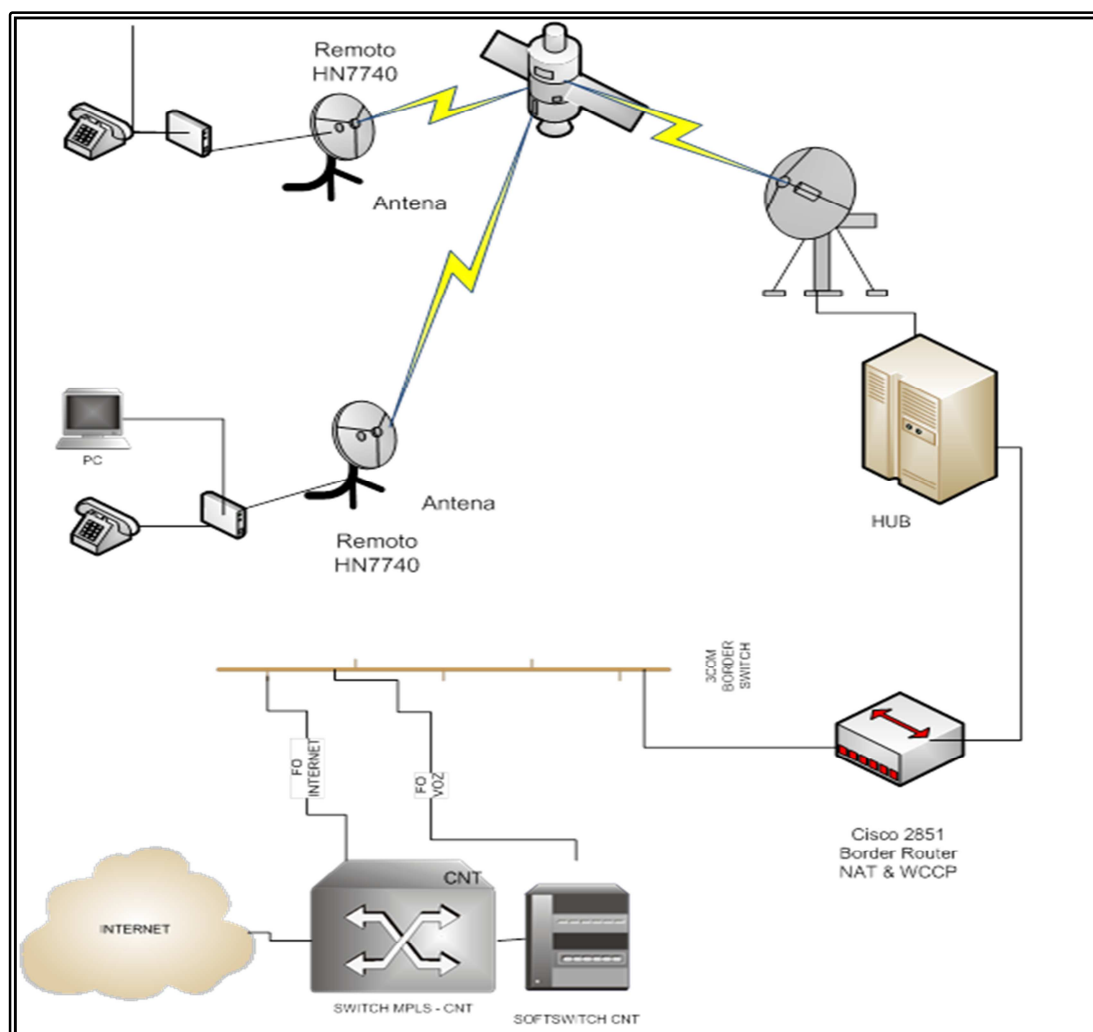 Remoto
HN7740
Antena
PC
Antena
Remoto
HN7740
HUB
3COM
BORDER
SWITCH
FO
INTERNET
FO
VOZ
Cisco 2851
Border Router
NAT & WCCP
CNT
INTERNET
SWITCH MPLS - CNT
SOFTSWITCH CNT